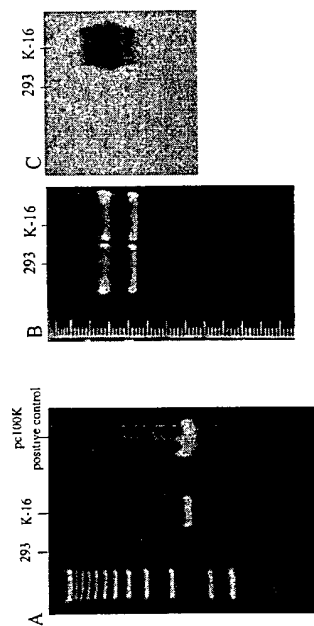 A
293 K-16 pc100K
positive control
B
293 K-16
C
293 K-16